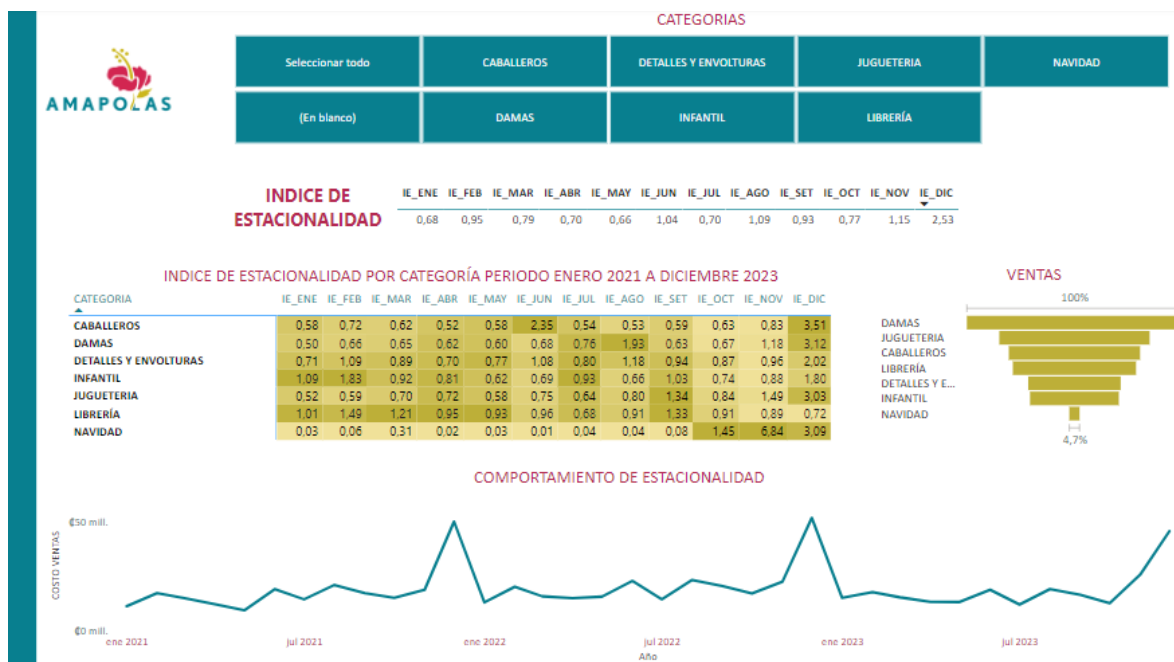 CATEGORIAS
AMAPOLAS
Seleccionar todo CABALLEROS DETALLES Y ENVOLTURAS JUGUETERIA NAVIDAD
(En blanco) DAMAS INFANTIL LIBRERÍA
INDICE DE ESTACIONALIDAD
IE_ENE IE_FEB IE_MAR IE_ABR IE_MAY IE_JUN IE_JUL IE_AGO IE_SET IE_OCT IE_NOV IE_DIC
0,68 0,95 0,79 0,70 0,66 1,04 0,70 1,09 0,93 0,77 1,15 2,53
INDICE DE ESTACIONALIDAD POR CATEGORÍA PERIODO ENERO 2021 A DICIEMBRE 2023
CATEGORIA IE_ENE IE_FEB IE_MAR IE_ABR IE_MAY IE_JUN IE_JUL IE_AGO IE_SET IE_OCT IE_NOV IE_DIC
CABALLEROS 0,58 0,72 0,62 0,52 0,58 2,35 0,54 0,53 0,59 0,63 0,83 3,51
DAMAS 0,50 0,66 0,65 0,62 0,60 0,68 0,76 1,93 0,63 0,67 1,18 3,12
DETALLES Y ENVOLTURAS 0,71 1,09 0,89 0,70 0,77 1,08 0,80 1,18 0,94 0,87 0,96 2,02
INFANTIL 1,09 1,83 0,92 0,81 0,62 0,69 0,93 0,66 1,03 0,74 0,88 1,80
JUGUETERIA 0,52 0,59 0,70 0,72 0,58 0,75 0,64 0,80 1,34 0,84 1,49 3,03
LIBRERÍA 1,01 1,49 1,21 0,95 0,93 0,96 0,68 0,91 1,33 0,91 0,89 0,72
NAVIDAD 0,03 0,06 0,31 0,02 0,03 0,01 0,04 0,04 0,08 1,45 6,84 3,09
VENTAS
100%
DAMAS
JUGUETERIA
CABALLEROS
LIBRERÍA
DETALLES Y E...
INFANTIL
NAVIDAD
4,7%
COMPORTAMIENTO DE ESTACIONALIDAD
COSTO VENTAS
₡50 mill.
₡0 mill.
ene 2021 jul 2021 ene 2022 jul 2022 ene 2023 jul 2023
Año